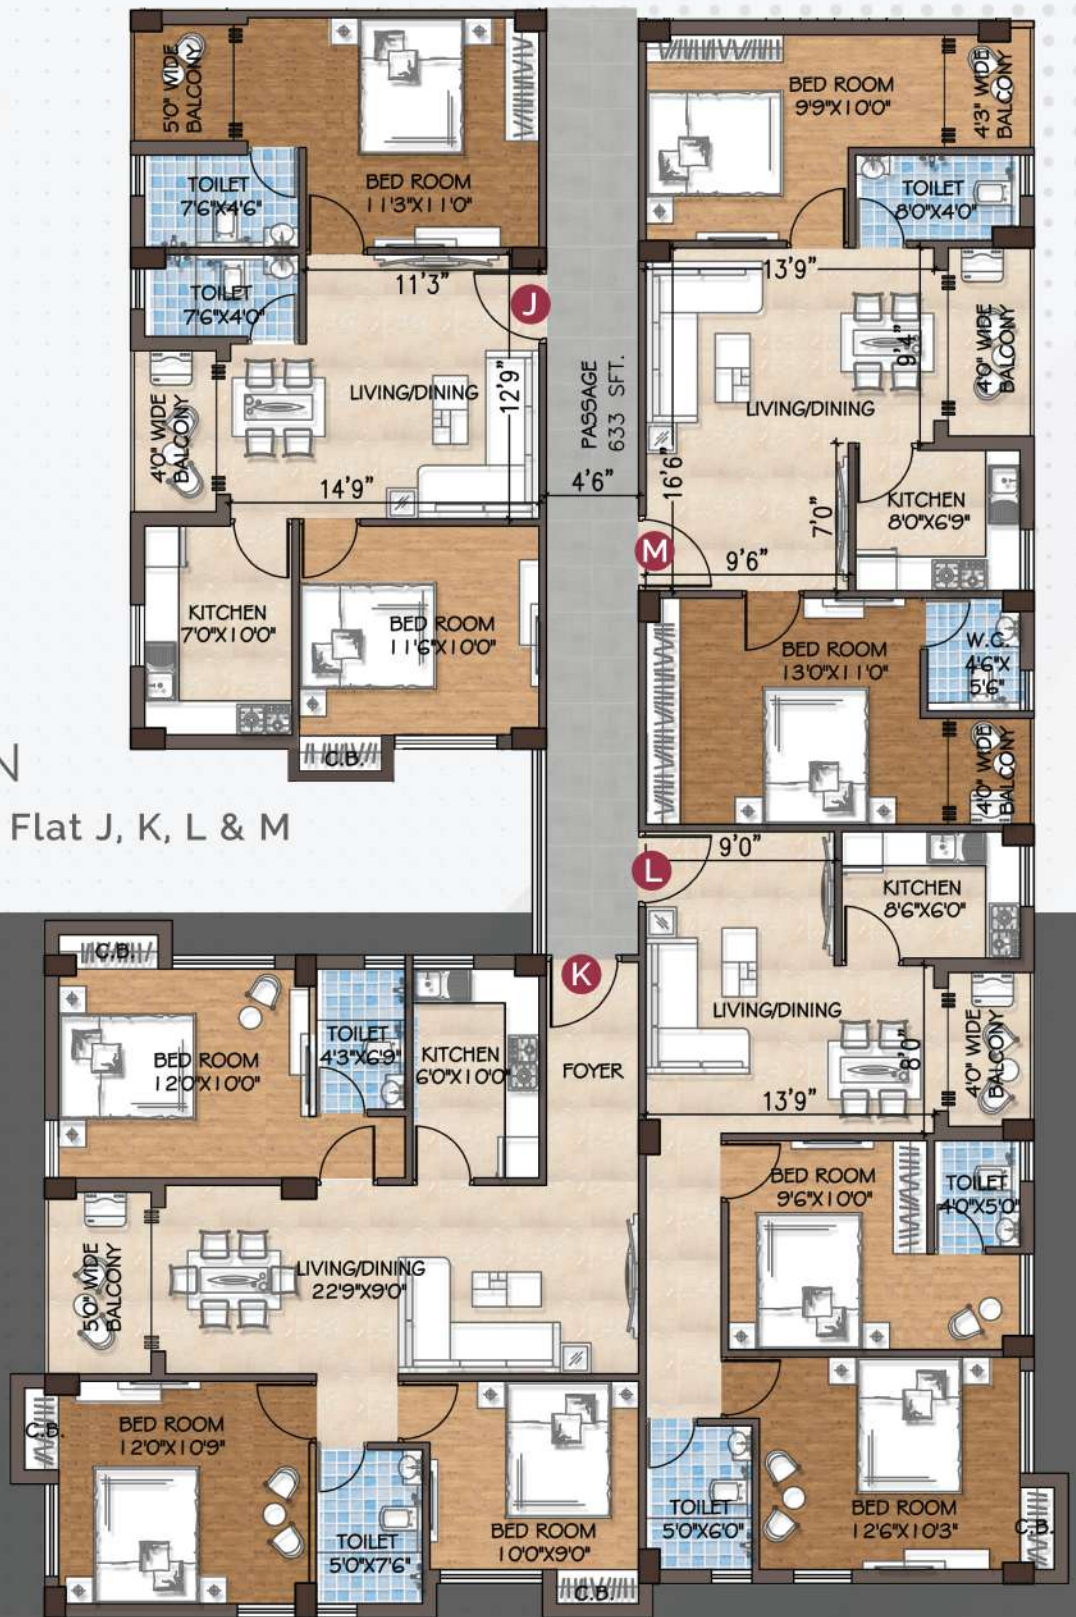 5'0" WIDE
BALCONY
BED ROOM
11'3"X11'0"
TOILET
7'6"X4'6"
TOILET
7'6"X4'0"
11'3"
J
LIVING/DINING
12'9"
4'0" WIDE
BALCONY
14'9"
KITCHEN
7'0"X10'0"
BED ROOM
11'6"X10'0"
C.B.
PASSAGE
633 SFT.
4'6"
BED ROOM
9'9"X10'0"
4'3" WIDE
BALCONY
TOILET
8'0"X4'0"
13'9"
9'4"
4'0" WIDE
BALCONY
LIVING/DINING
16'6"
7'0"
KITCHEN
8'0"X6'9"
M
9'6"
BED ROOM
13'0"X11'0"
W.C.
4'6"X
5'6"
4'0" WIDE
BALCONY
N
Flat J, K, L & M
L
9'0"
KITCHEN
8'6"X6'0"
LIVING/DINING
8'0"
4'0" WIDE
BALCONY
13'9"
BED ROOM
9'6"X10'0"
TOILET
4'0"X5'0"
TOILET
5'0"X6'0"
BED ROOM
12'6"X10'3"
C.B.
K
FOYER
C.B.
BED ROOM
12'0"X10'0"
TOILET
4'3"X6'9"
KITCHEN
6'0"X10'0"
5'0" WIDE
BALCONY
LIVING/DINING
22'9"X9'0"
C.B.
BED ROOM
12'0"X10'9"
TOILET
5'0"X7'6"
BED ROOM
10'0"X9'0"
C.B.